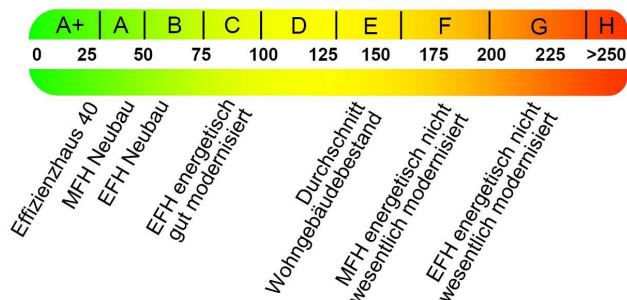 A+ A B C D E F G H
0 25 50 75 100 125 150 175 200 225 >250
Effizienzhaus 40
MFH Neubau
EFH Neubau
EFH energetisch
gut modernisiert
Durchschnitt
Wohngebäudebestand
MFH energetisch nicht
wesentlich modernisiert
EFH energetisch nicht
wesentlich modernisiert